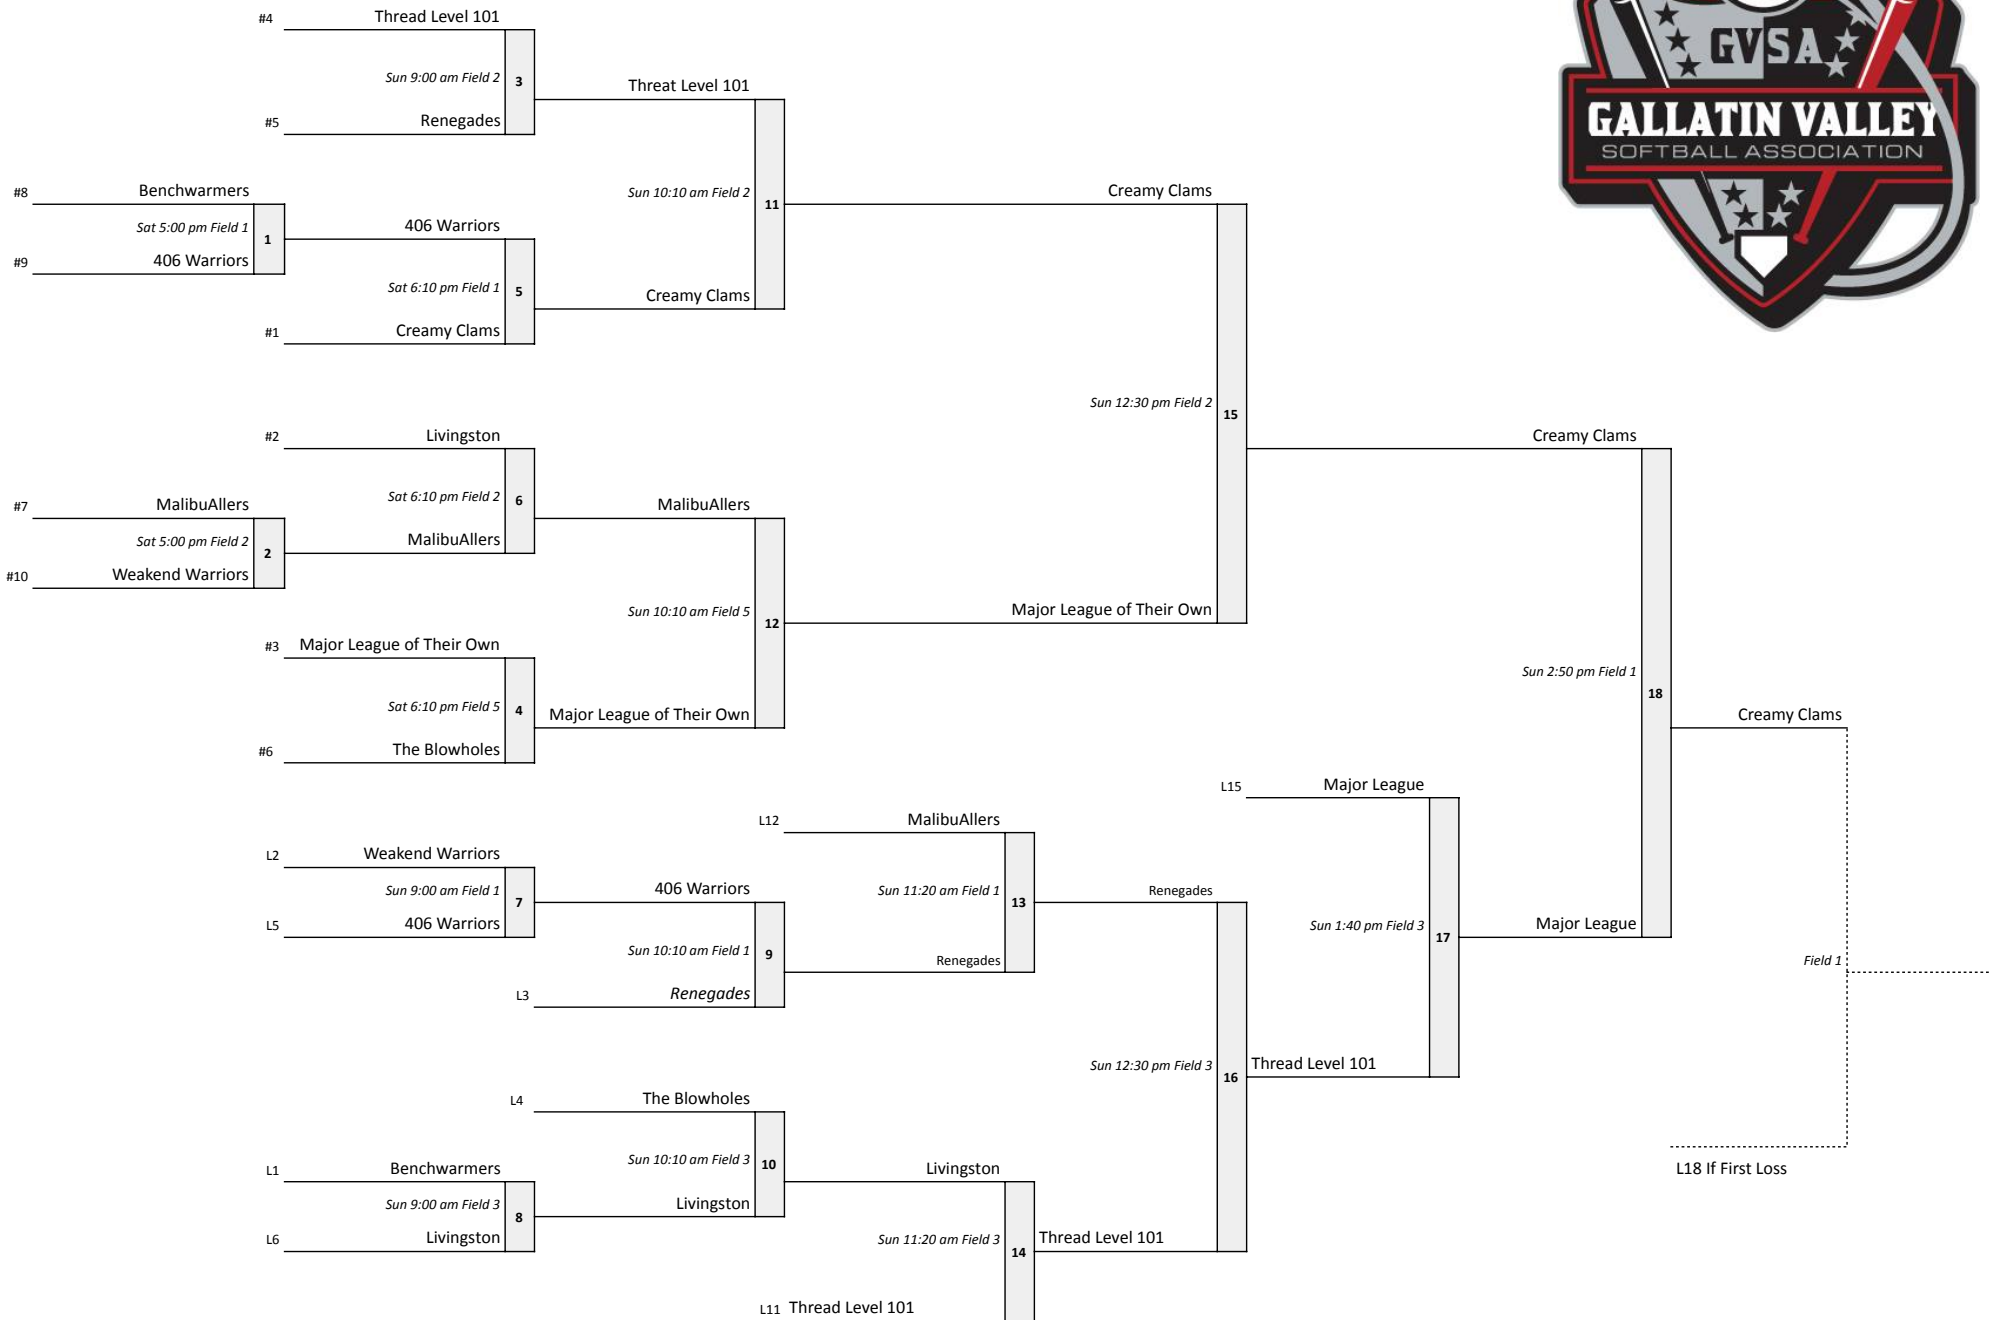 #4 Thread Level 101
Sun 9:00 am Field 2 3
#5 Renegades
Threat Level 101
#8 Benchwarmers
Sat 5:00 pm Field 1 1
#9 406 Warriors
406 Warriors
Sat 6:10 pm Field 1 5
#1 Creamy Clams
Sun 10:10 am Field 2 11
Creamy Clams
Creamy Clams
#2 Livingston
Sat 6:10 pm Field 2 6
#7 MalibuAllers
Sat 5:00 pm Field 2 2
#10 Weakend Warriors
MalibuAllers
MalibuAllers
Sun 10:10 am Field 5 12
#3 Major League of Their Own
Sat 6:10 pm Field 5 4
#6 The Blowholes
Major League of Their Own
Major League of Their Own
Sun 12:30 pm Field 2 15
Creamy Clams
Sun 2:50 pm Field 1 18
Creamy Clams
L15 Major League
Sun 1:40 pm Field 3 17
Major League
Field 1
L12 MalibuAllers
Sun 11:20 am Field 1 13
L2 Weakend Warriors
Sun 9:00 am Field 1 7
L5 406 Warriors
406 Warriors
Sun 10:10 am Field 1 9
L3 Renegades
Renegades
Renegades
Sun 12:30 pm Field 3 16
Thread Level 101
L4 The Blowholes
Sun 10:10 am Field 3 10
L1 Benchwarmers
Sun 9:00 am Field 3 8
L6 Livingston
Livingston
Livingston
Sun 11:20 am Field 3 14
Thread Level 101
L11 Thread Level 101
L18 If First Loss
GVSA
GALLATIN VALLEY
SOFTBALL ASSOCIATION